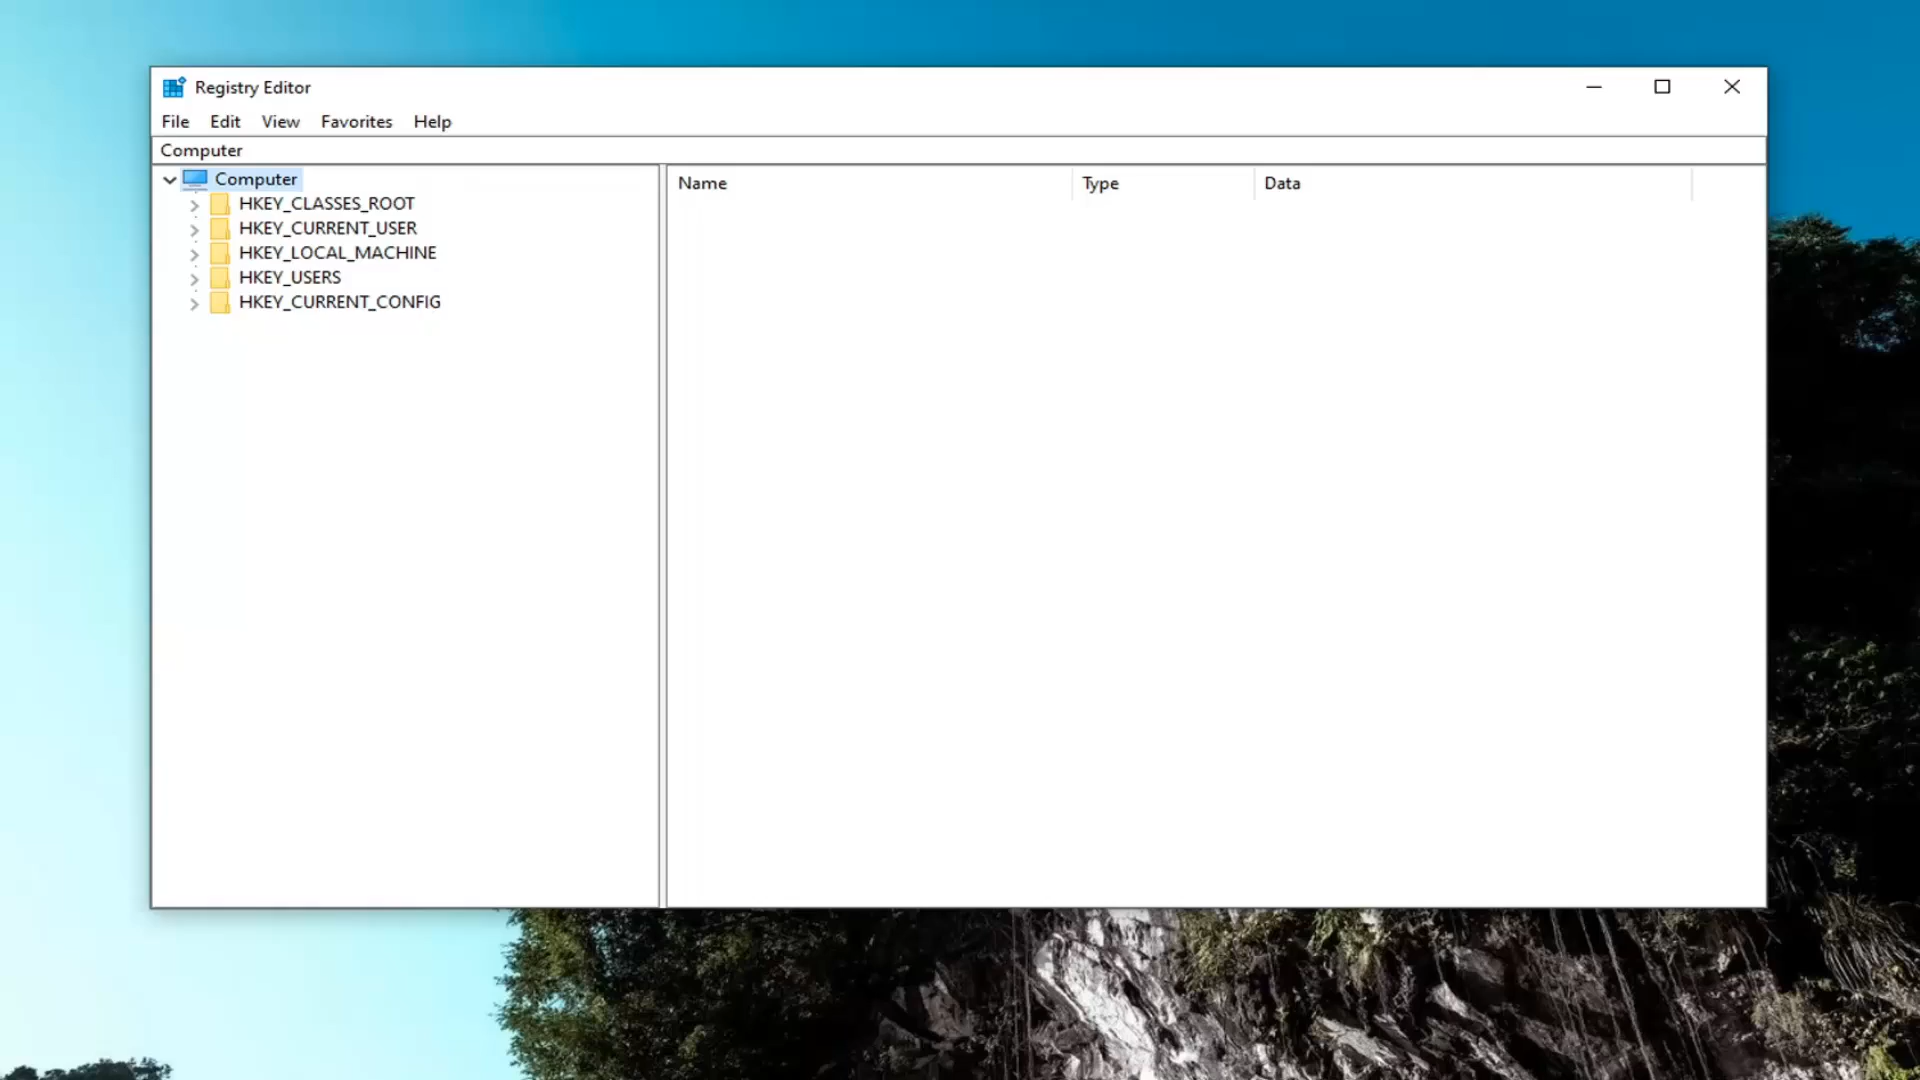 Registry Editor
File Edit View Favorites Help
Computer
Computer
HKEY_CLASSES_ROOT
HKEY_CURRENT_USER
HKEY_LOCAL_MACHINE
HKEY_USERS
HKEY_CURRENT_CONFIG
Name Type Data